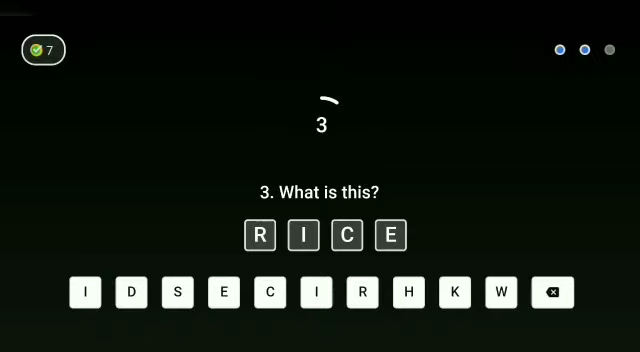 7
3
3. What is this?
R I C E
I D S E C I R H K W